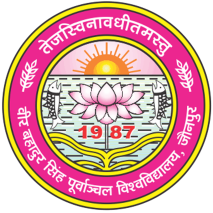 तेजस्विनावधीतमस्तु
1987
वीर बहादुर सिंह पूर्वाञ्चल विश्वविद्यालय, जौनपुर